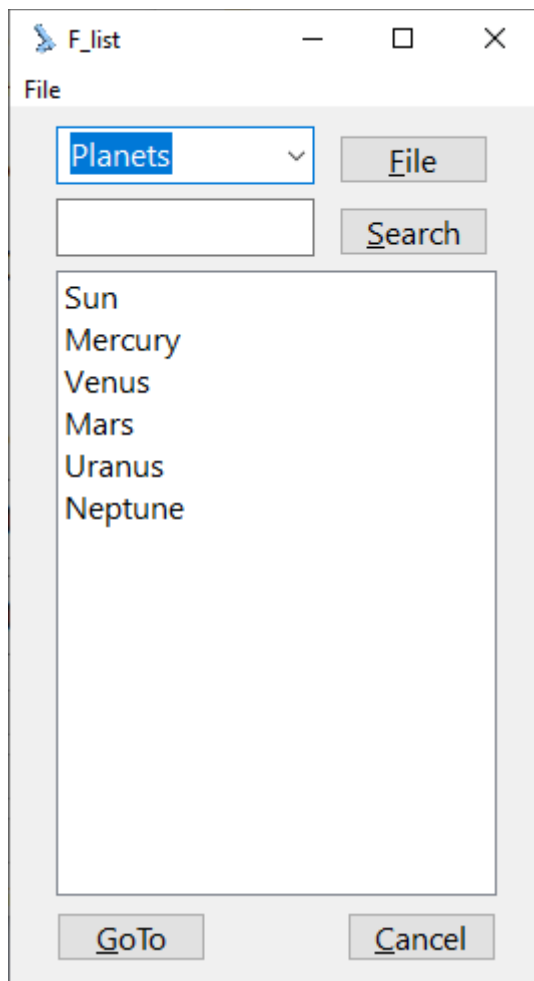 F_list
File
Planets
File
Search
Sun
Mercury
Venus
Mars
Uranus
Neptune
GoTo
Cancel